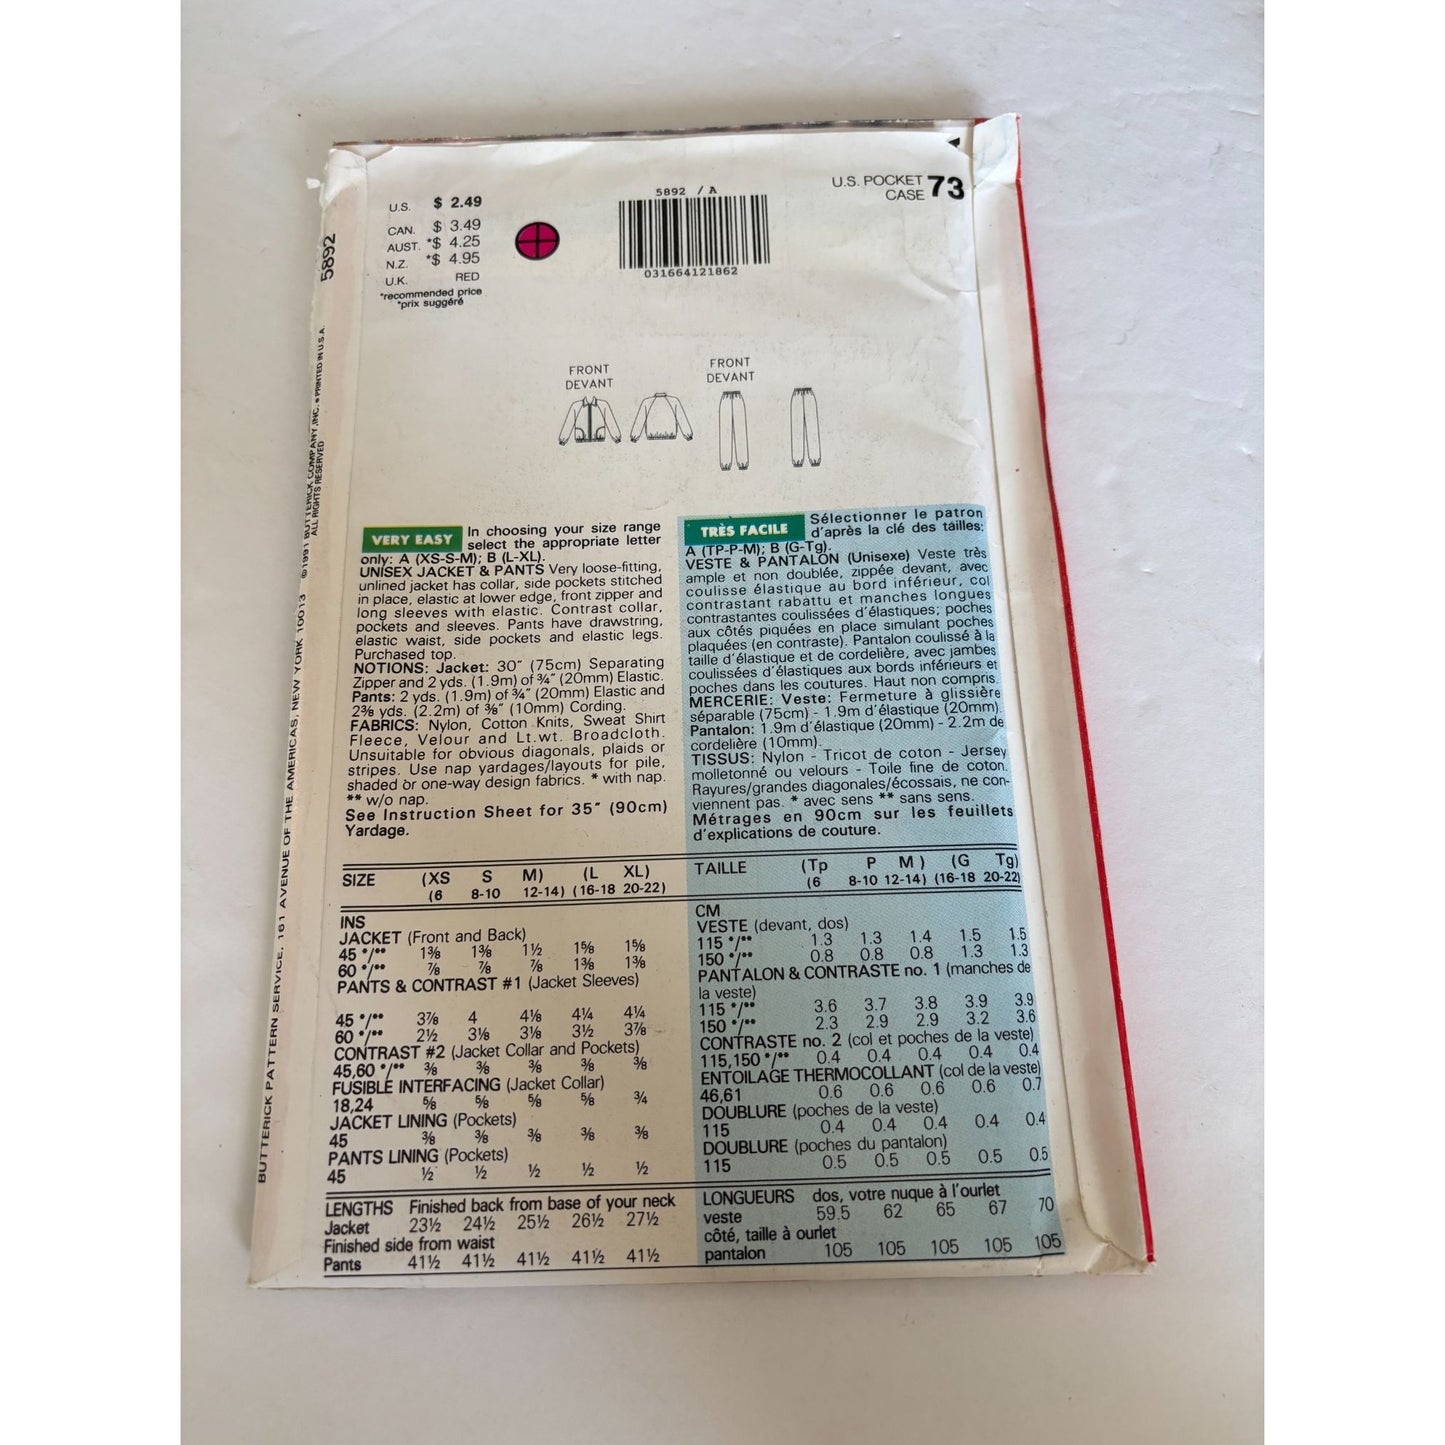 U.S. $ 2.49
CAN. $ 3.49
AUST. *$ 4.25
N.Z. *$ 4.95
U.K. RED
*recommended price
*prix suggéré
5892 / A
031664121862
U.S. POCKET
CASE 73
5892
©1991 BUTTERICK COMPANY, INC. • PRINTED IN U.S.A.
ALL RIGHTS RESERVED
BUTTERICK PATTERN SERVICE, 161 AVENUE OF THE AMERICAS, NEW YORK 10013
FRONT
DEVANT
FRONT
DEVANT
VERY EASY In choosing your size range
select the appropriate letter
only: A (XS-S-M); B (L-XL).
UNISEX JACKET & PANTS Very loose-fitting,
unlined jacket has collar, side pockets stitched
in place, elastic at lower edge, front zipper and
long sleeves with elastic. Contrast collar,
pockets and sleeves. Pants have drawstring,
elastic waist, side pockets and elastic legs.
Purchased top.
NOTIONS: Jacket: 30″ (75cm) Separating
Zipper and 2 yds. (1.9m) of ¾″ (20mm) Elastic.
Pants: 2 yds. (1.9m) of ¾″ (20mm) Elastic and
2⅜ yds. (2.2m) of ⅜″ (10mm) Cording.
FABRICS: Nylon, Cotton Knits, Sweat Shirt
Fleece, Velour and Lt.wt. Broadcloth.
Unsuitable for obvious diagonals, plaids or
stripes. Use nap yardages/layouts for pile,
shaded or one-way design fabrics. * with nap.
** w/o nap.
See Instruction Sheet for 35″ (90cm)
Yardage.
SIZE (XS S M) (L XL)
(6 8-10 12-14) (16-18 20-22)
INS
JACKET (Front and Back)
45 */** 1⅜ 1⅜ 1½ 1⅝ 1⅝
60 */** ⅞ ⅞ ⅞ 1⅜ 1⅜
PANTS & CONTRAST #1 (Jacket Sleeves)
45 */** 3⅞ 4 4⅛ 4¼ 4¼
60 */** 2½ 3⅛ 3⅛ 3½ 3⅞
CONTRAST #2 (Jacket Collar and Pockets)
45,60 */** ⅜ ⅜ ⅜ ⅜ ⅜
FUSIBLE INTERFACING (Jacket Collar)
18,24 ⅝ ⅝ ⅝ ⅝ ¾
JACKET LINING (Pockets)
45 ⅜ ⅜ ⅜ ⅜ ⅜
PANTS LINING (Pockets)
45 ½ ½ ½ ½ ½
LENGTHS Finished back from base of your neck
Jacket 23½ 24½ 25½ 26½ 27½
Finished side from waist
Pants 41½ 41½ 41½ 41½ 41½
TRÈS FACILE Sélectionner le patron
d'après la clé des tailles:
A (TP-P-M); B (G-Tg).
VESTE & PANTALON (Unisexe) Veste très
ample et non doublée, zippée devant, avec
coulisse élastique au bord inférieur, col
contrastant rabattu et manches longues
contrastantes coulissées d'élastiques; poches
aux côtés piquées en place simulant poches
plaquées (en contraste). Pantalon coulissé à la
taille d'élastique et de cordelière, avec jambes
coulissées d'élastiques aux bords inférieurs et
poches dans les coutures. Haut non compris.
MERCERIE: Veste: Fermeture à glissière
séparable (75cm) - 1.9m d'élastique (20mm).
Pantalon: 1.9m d'élastique (20mm) - 2.2m de
cordelière (10mm).
TISSUS: Nylon - Tricot de coton - Jersey
molletonné ou velours - Toile fine de coton.
Rayures/grandes diagonales/écossais, ne con-
viennent pas. * avec sens ** sans sens.
Métrages en 90cm sur les feuillets
d'explications de couture.
TAILLE (Tp P M ) (G Tg)
(6 8-10 12-14) (16-18 20-22)
CM
VESTE (devant, dos)
115 */** 1.3 1.3 1.4 1.5 1.5
150 */** 0.8 0.8 0.8 1.3 1.3
PANTALON & CONTRASTE no. 1 (manches de
la veste)
115 */** 3.6 3.7 3.8 3.9 3.9
150 */** 2.3 2.9 2.9 3.2 3.6
CONTRASTE no. 2 (col et poches de la veste)
115,150 */** 0.4 0.4 0.4 0.4 0.4
ENTOILAGE THERMOCOLLANT (col de la veste)
46,61 0.6 0.6 0.6 0.6 0.7
DOUBLURE (poches de la veste)
115 0.4 0.4 0.4 0.4 0.4
DOUBLURE (poches du pantalon)
115 0.5 0.5 0.5 0.5 0.5
LONGUEURS dos, votre nuque à l'ourlet
veste 59.5 62 65 67 70
côté, taille à ourlet
pantalon 105 105 105 105 105